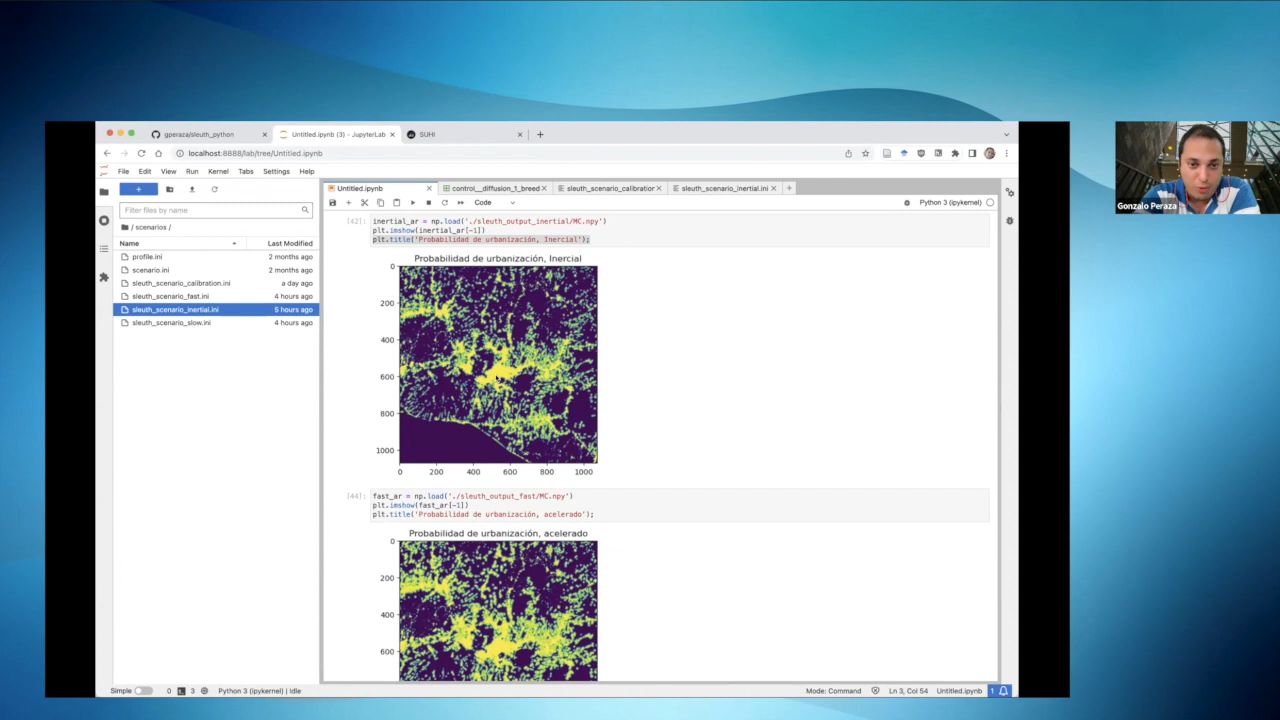 gperaza/sleuth_python
Untitled.ipynb (3) - JupyterLab
SUHI
localhost:8888/lab/tree/Untitled.ipynb
File Edit View Run Kernel Tabs Settings Help
Gonzalo Peraza
Untitled.ipynb
control__diffusion_1_breed
sleuth_scenario_calibration
sleuth_scenario_inertial.ini
Code
Python 3 (ipykernel)
Filter files by name
/ scenarios /
Name Last Modified
profile.ini 2 months ago
scenario.ini 2 months ago
sleuth_scenario_calibration.ini a day ago
sleuth_scenario_fast.ini 4 hours ago
sleuth_scenario_inertial.ini 5 hours ago
sleuth_scenario_slow.ini 4 hours ago
[42]: inertial_ar = np.load('./sleuth_output_inertial/MC.npy')
plt.imshow(inertial_ar[-1])
plt.title('Probabilidad de urbanización, Inercial');
Probabilidad de urbanización, Inercial
0
200
400
600
800
1000
0 200 400 600 800 1000
[44]: fast_ar = np.load('./sleuth_output_fast/MC.npy')
plt.imshow(fast_ar[-1])
plt.title('Probabilidad de urbanización, acelerado');
Probabilidad de urbanización, acelerado
0
200
400
600
Simple 0 3 Python 3 (ipykernel) | Idle
Mode: Command Ln 3, Col 54 Untitled.ipynb 1